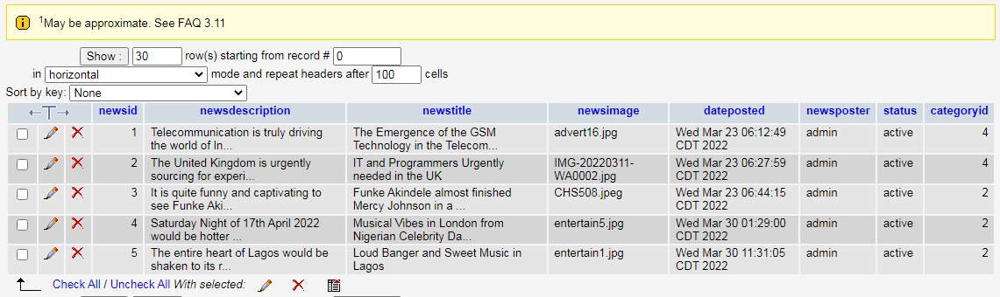 1May be approximate. See FAQ 3.11
Show : 30 row(s) starting from record # 0
in horizontal mode and repeat headers after 100 cells
Sort by key: None
←T→ newsid newsdescription newstitle newsimage dateposted newsposter status categoryid
1 Telecommunication is truly driving the world of In... The Emergence of the GSM Technology in the Telecom... advert16.jpg Wed Mar 23 06:12:49 CDT 2022 admin active 4
2 The United Kingdom is urgently sourcing for experi... IT and Programmers Urgently needed in the UK IMG-20220311-WA0002.jpg Wed Mar 23 06:27:59 CDT 2022 admin active 4
3 It is quite funny and captivating to see Funke Aki... Funke Akindele almost finished Mercy Johnson in a ... CHS508.jpeg Wed Mar 23 06:44:15 CDT 2022 admin active 2
4 Saturday Night of 17th April 2022 would be hotter ... Musical Vibes in London from Nigerian Celebrity Da... entertain5.jpg Wed Mar 30 01:29:00 CDT 2022 admin active 2
5 The entire heart of Lagos would be shaken to its r... Loud Banger and Sweet Music in Lagos entertain1.jpg Wed Mar 30 11:31:05 CDT 2022 admin active 2
Check All / Uncheck All With selected: